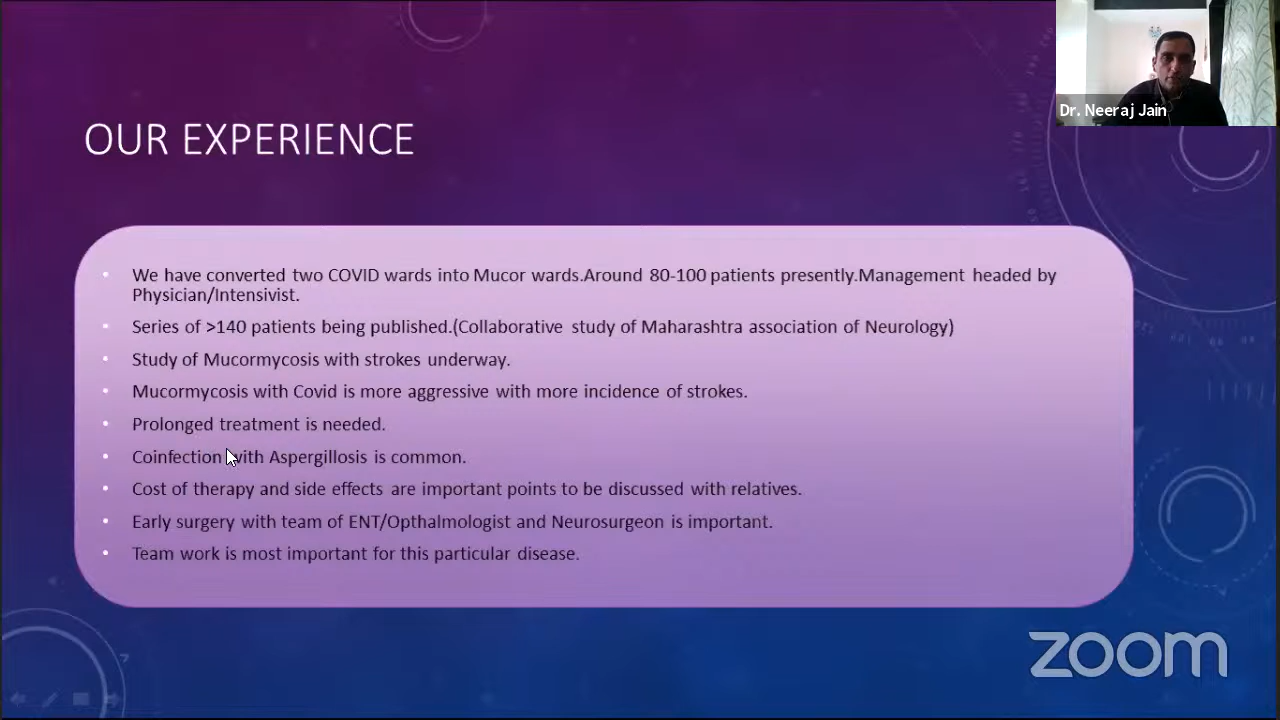 Dr. Neeraj Jain
OUR EXPERIENCE
• We have converted two COVID wards into Mucor wards.Around 80-100 patients presently.Management headed by
Physician/Intensivist.
• Series of >140 patients being published.(Collaborative study of Maharashtra association of Neurology)
• Study of Mucormycosis with strokes underway.
• Mucormycosis with Covid is more aggressive with more incidence of strokes.
• Prolonged treatment is needed.
• Coinfection with Aspergillosis is common.
• Cost of therapy and side effects are important points to be discussed with relatives.
• Early surgery with team of ENT/Opthalmologist and Neurosurgeon is important.
• Team work is most important for this particular disease.
zoom